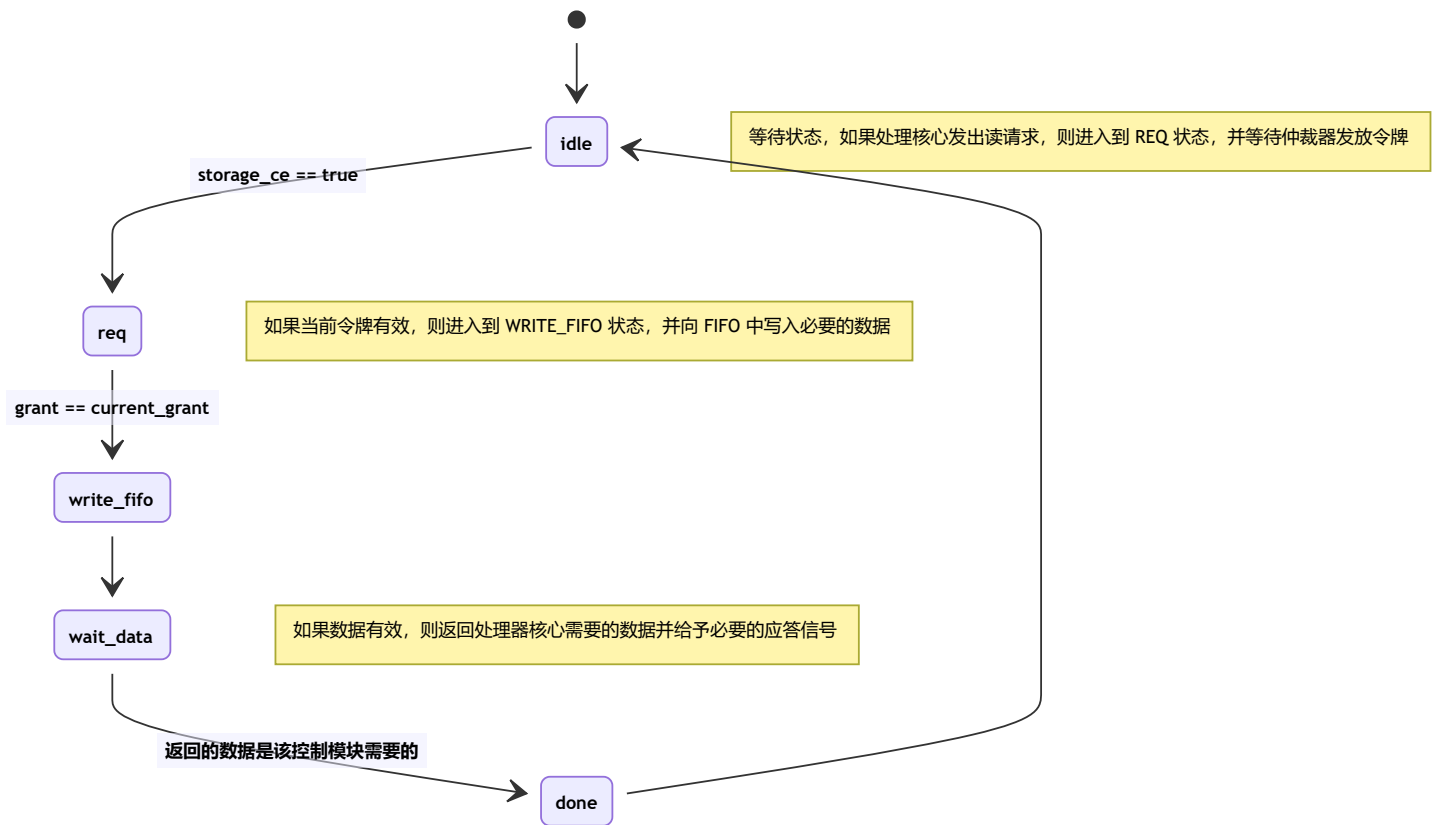 idle
等待状态，如果处理核心发出读请求，则进入到 REQ 状态，并等待仲裁器发放令牌
storage_ce == true
req
如果当前令牌有效，则进入到 WRITE_FIFO 状态，并向 FIFO 中写入必要的数据
grant == current_grant
write_fifo
wait_data
如果数据有效，则返回处理器核心需要的数据并给予必要的应答信号
返回的数据是该控制模块需要的
done